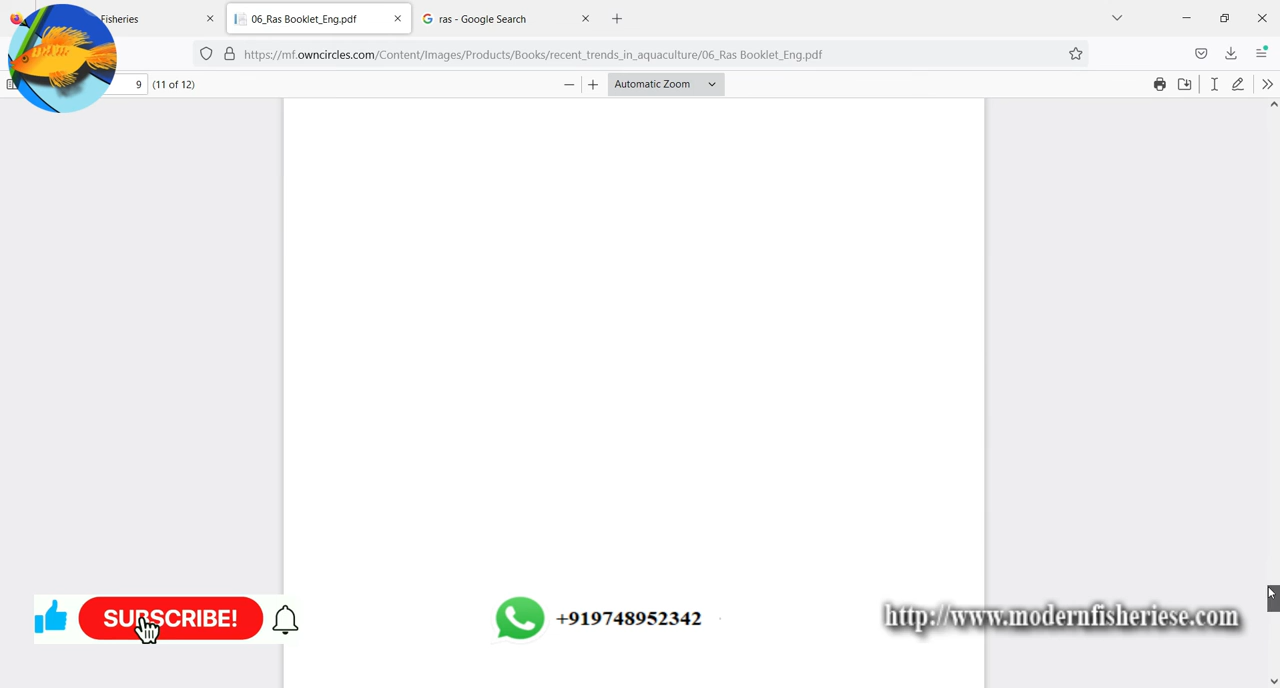 Fisheries
06_Ras Booklet_Eng.pdf
ras - Google Search
https://mf.owncircles.com/Content/Images/Products/Books/recent_trends_in_aquaculture/06_Ras Booklet_Eng.pdf
9 (11 of 12)
Automatic Zoom
SUBSCRIBE!
+919748952342
http://www.modernfisheriese.com